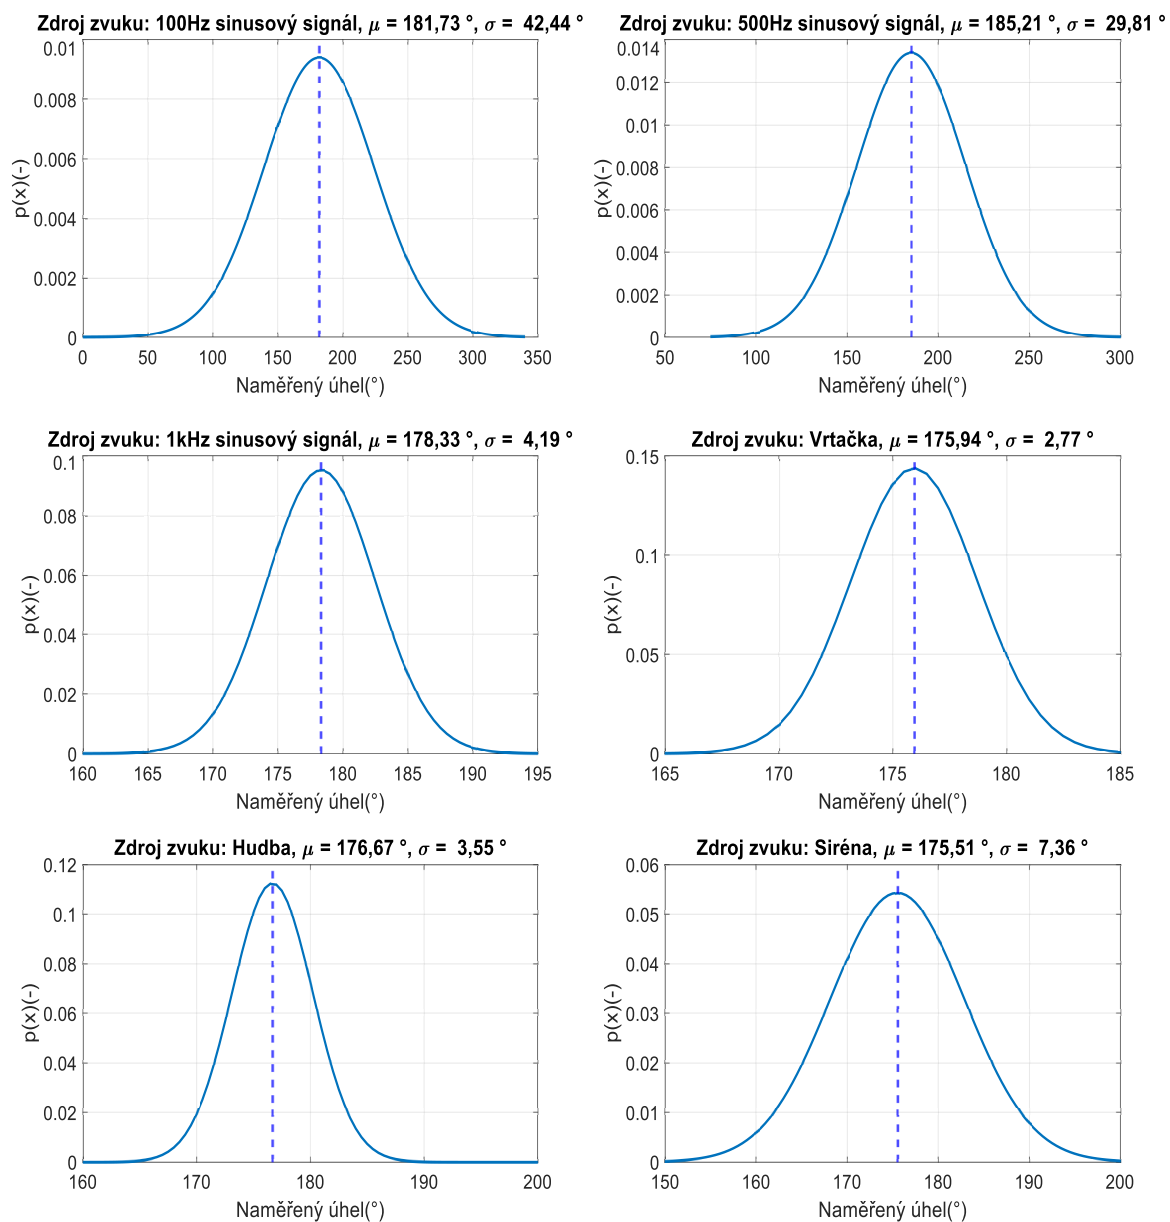 Zdroj zvuku: 100Hz sinusový signál, μ = 181,73 °, σ = 42,44 °
0.01
0.008
0.006
0.004
0.002
0
p(x)(-)
0 50 100 150 200 250 300 350
Naměřený úhel(°)
Zdroj zvuku: 500Hz sinusový signál, μ = 185,21 °, σ = 29,81 °
0.014
0.012
0.01
0.008
0.006
0.004
0.002
0
p(x)(-)
50 100 150 200 250 300
Naměřený úhel(°)
Zdroj zvuku: 1kHz sinusový signál, μ = 178,33 °, σ = 4,19 °
0.1
0.08
0.06
0.04
0.02
0
p(x)(-)
160 165 170 175 180 185 190 195
Naměřený úhel(°)
Zdroj zvuku: Vrtačka, μ = 175,94 °, σ = 2,77 °
0.15
0.1
0.05
0
p(x)(-)
165 170 175 180 185
Naměřený úhel(°)
Zdroj zvuku: Hudba, μ = 176,67 °, σ = 3,55 °
0.12
0.1
0.08
0.06
0.04
0.02
0
p(x)(-)
160 170 180 190 200
Naměřený úhel(°)
Zdroj zvuku: Siréna, μ = 175,51 °, σ = 7,36 °
0.06
0.05
0.04
0.03
0.02
0.01
0
p(x)(-)
150 160 170 180 190 200
Naměřený úhel(°)